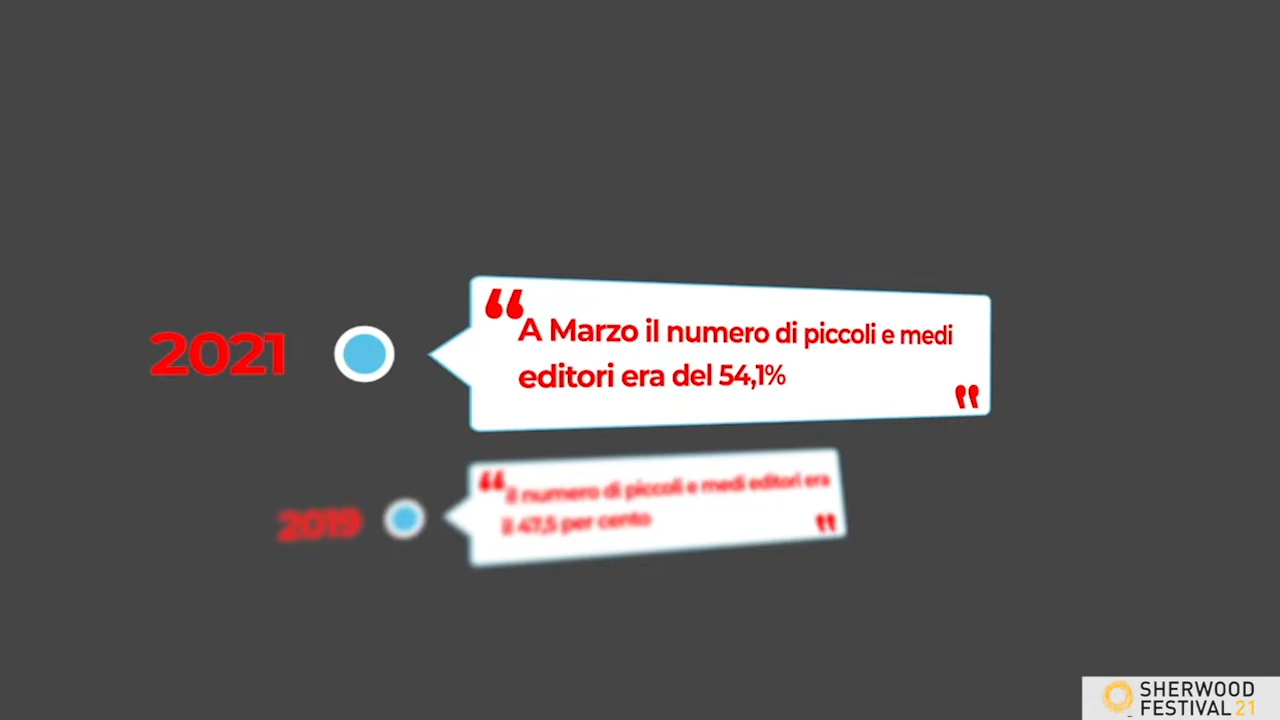 2021
“
A Marzo il numero di piccoli e medi
editori era del 54,1%
”
2019
“
il numero di piccoli e medi editori era
il 47,5 per cento
”
SHERWOOD
FESTIVAL 21